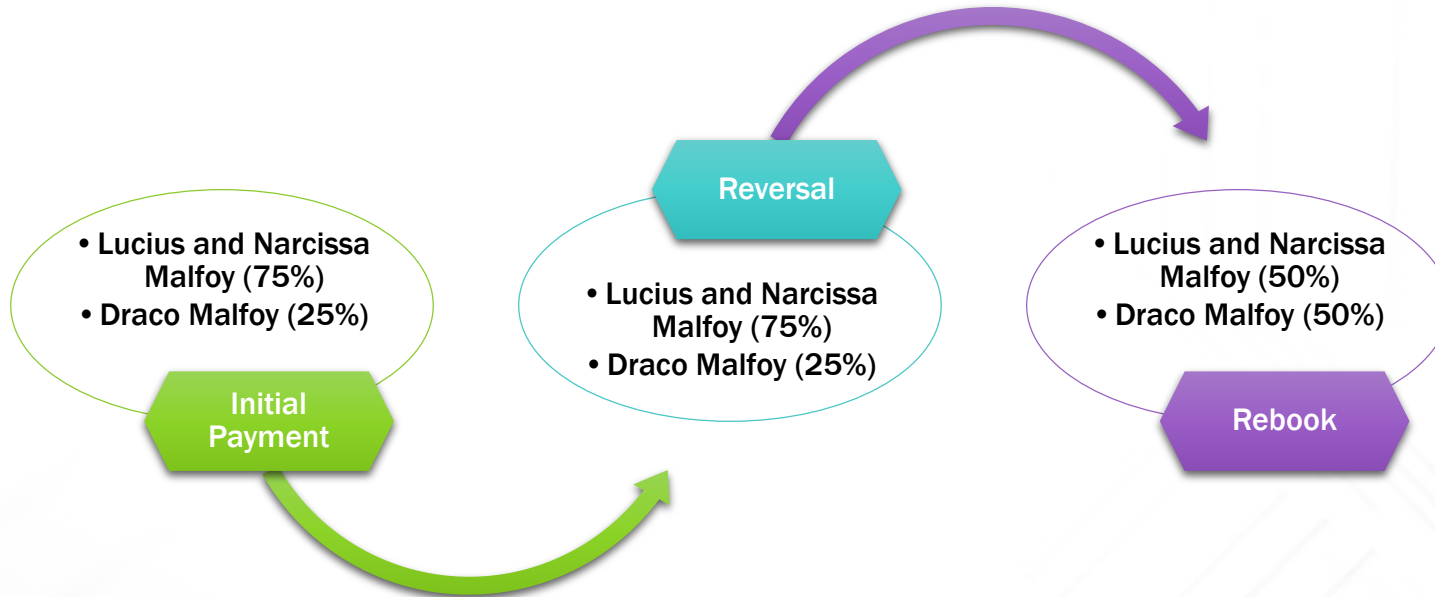 • Lucius and Narcissa
Malfoy (75%)
• Draco Malfoy (25%)
Initial
Payment
Reversal
• Lucius and Narcissa
Malfoy (75%)
• Draco Malfoy (25%)
• Lucius and Narcissa
Malfoy (50%)
• Draco Malfoy (50%)
Rebook